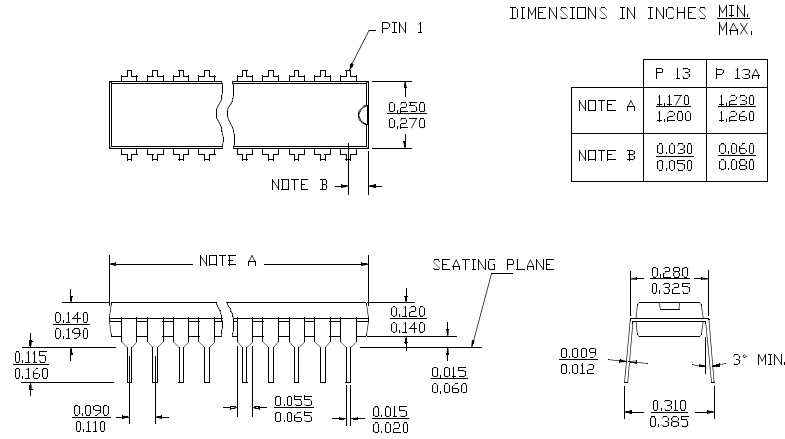 DIMENSIONS IN INCHES MIN.
MAX.
PIN 1
P 13 P 13A
NOTE A 1.170 1.230
1.200 1.260
NOTE B 0.030 0.060
0.050 0.080
0.250
0.270
NOTE B
NOTE A
SEATING PLANE
0.280
0.325
0.140
0.190
0.120
0.140
0.115
0.160
0.015
0.060
0.009
0.012
3° MIN.
0.090
0.110
0.055
0.065
0.015
0.020
0.310
0.385